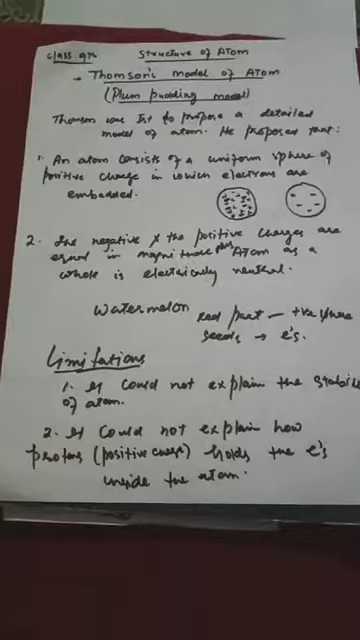 Class 9th
Structure of Atom
→ Thomson's model of Atom
(Plum pudding model)
Thomson was Ist to propose a detailed
model of atom. He proposed that:
1. An atom consists of a uniform sphere of
positive charge in which electrons are
embedded.
2. The negative & the positive charges are
equal in magnitude thus Atom as a
whole is electrically neutral.
Watermelon Red part — +ve sphere
seeds → e's.
Limitations
1. It could not explain the stabili
of atom.
2. It could not explain how
protons (positive charge) holds the e's
inside the atom.